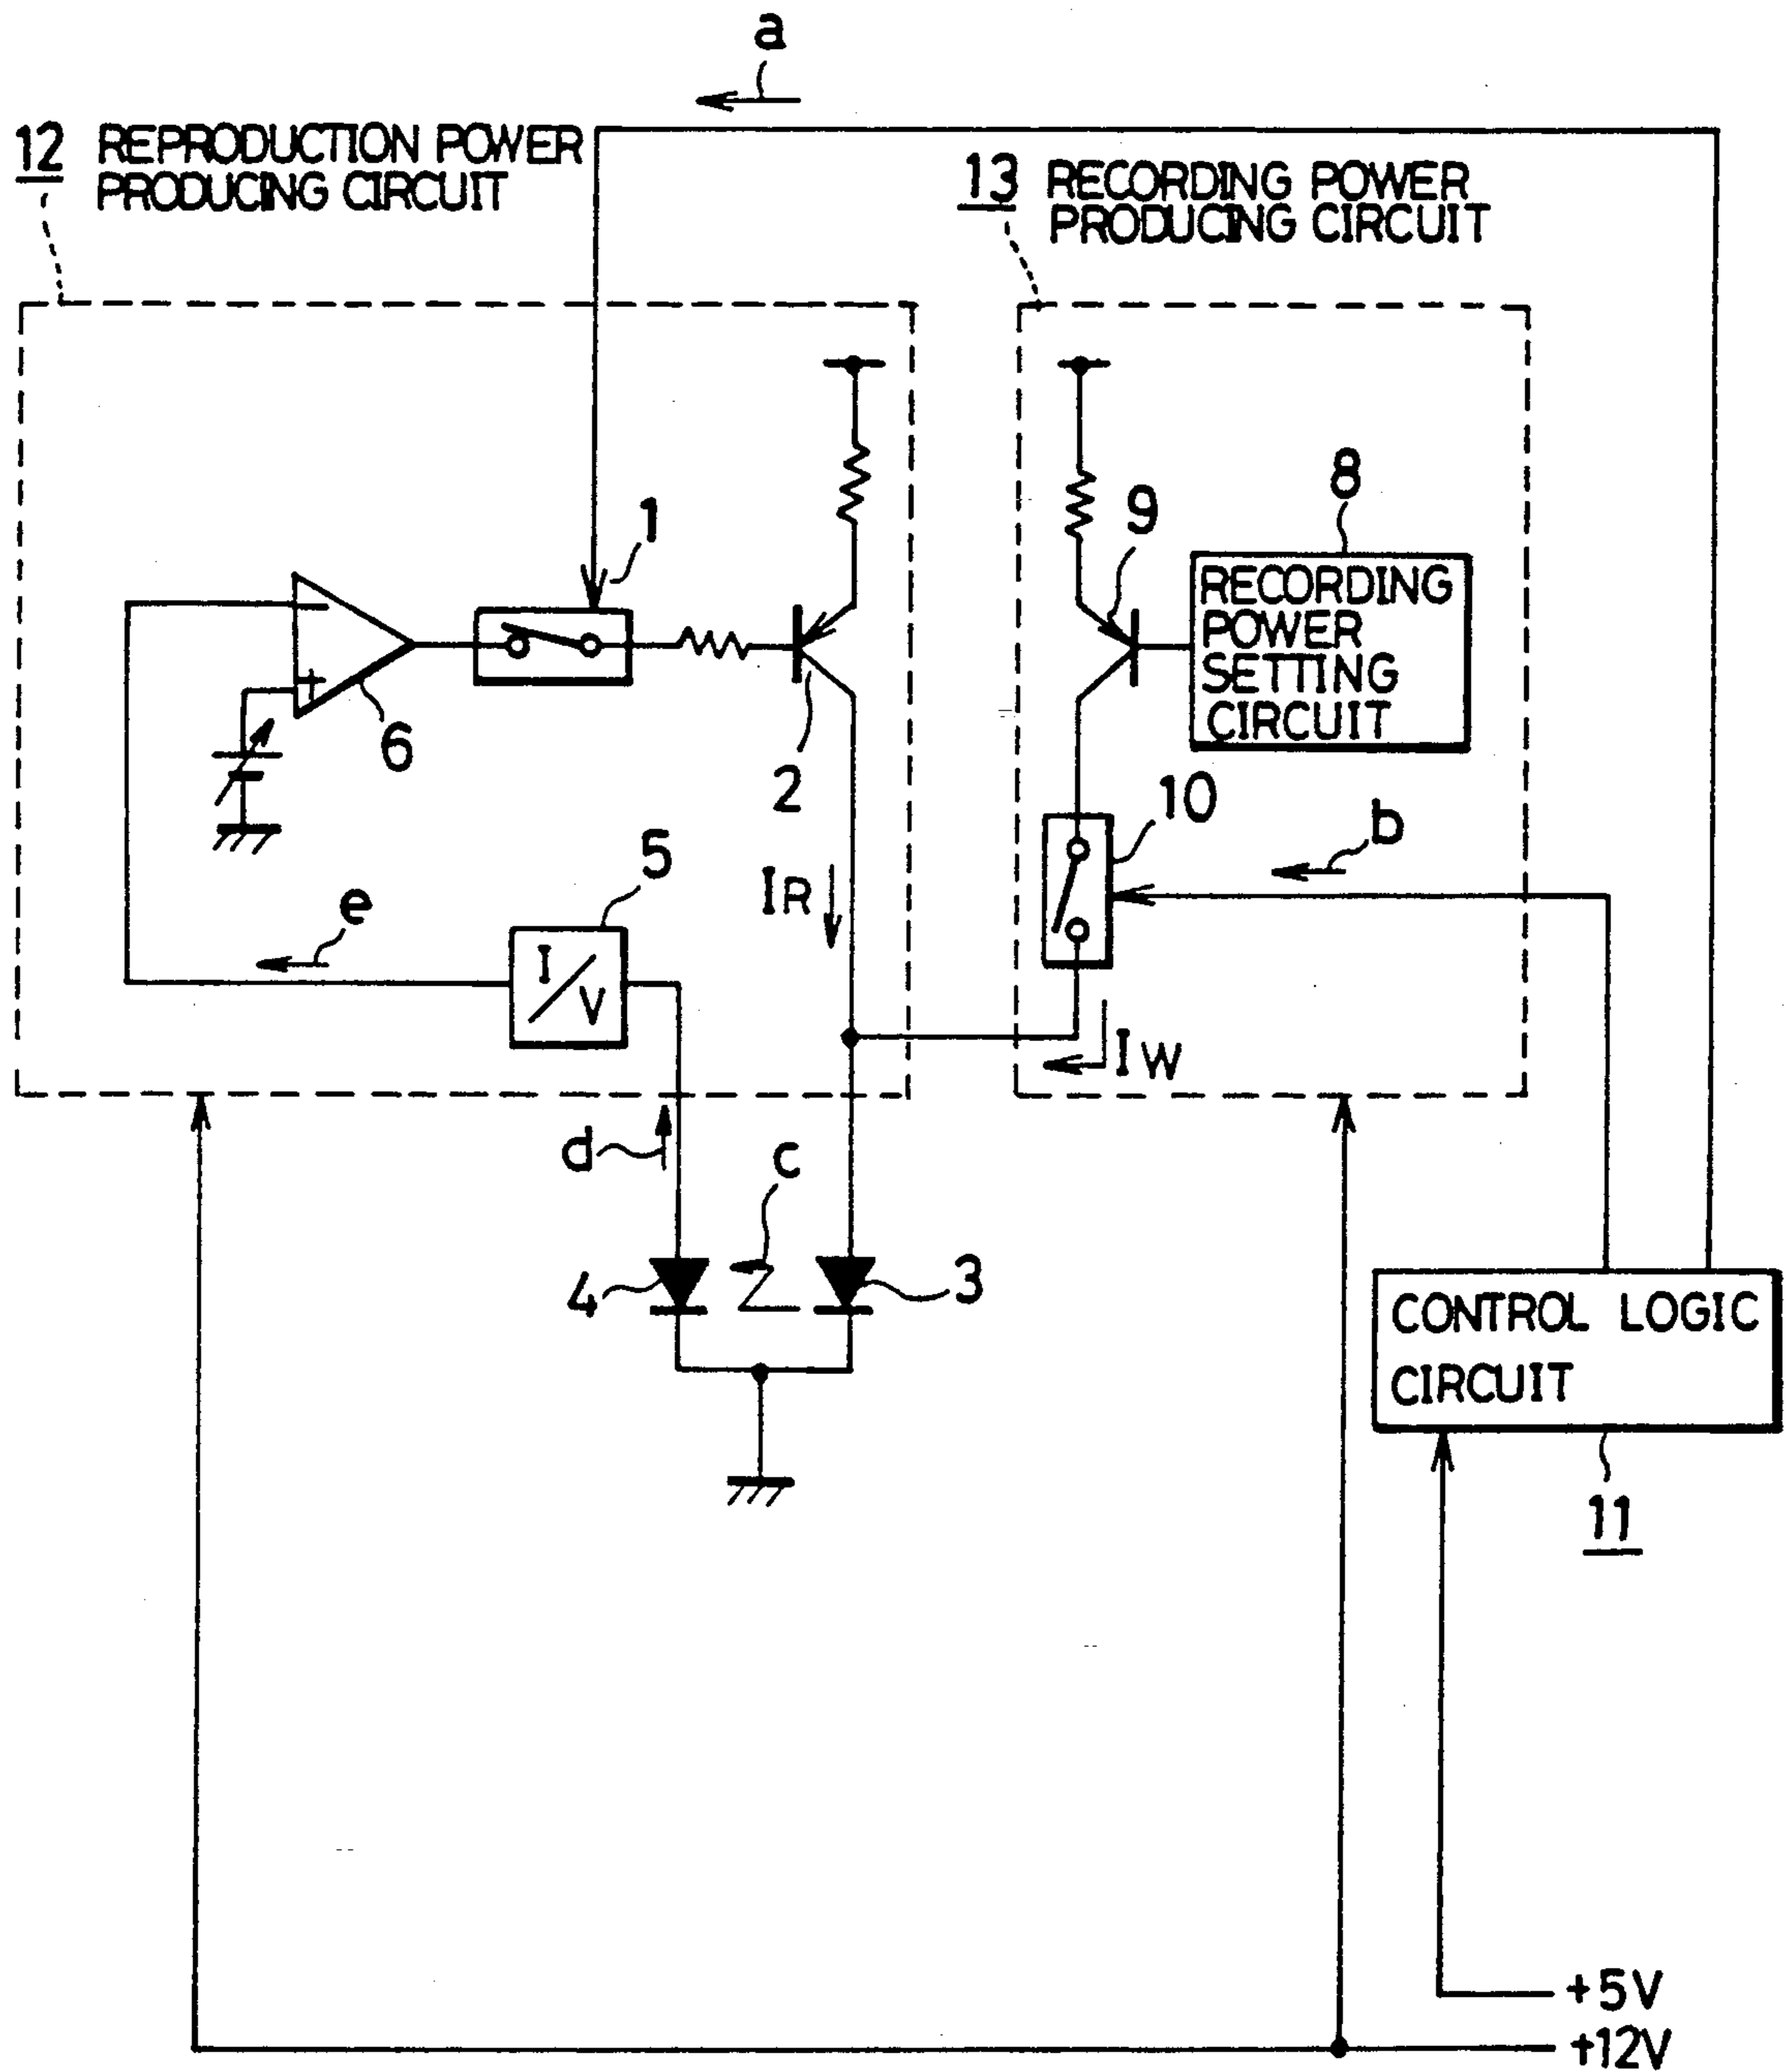 a
12 REPRODUCTION POWER
PRODUCING CIRCUIT
13 RECORDING POWER
PRODUCING CIRCUIT
1
9
8
RECORDING
POWER
SETTING
CIRCUIT
−
+
6
2
10
b
5
IR
e
I/V
IW
d
c
4
3
CONTROL LOGIC
CIRCUIT
11
+5V
+12V